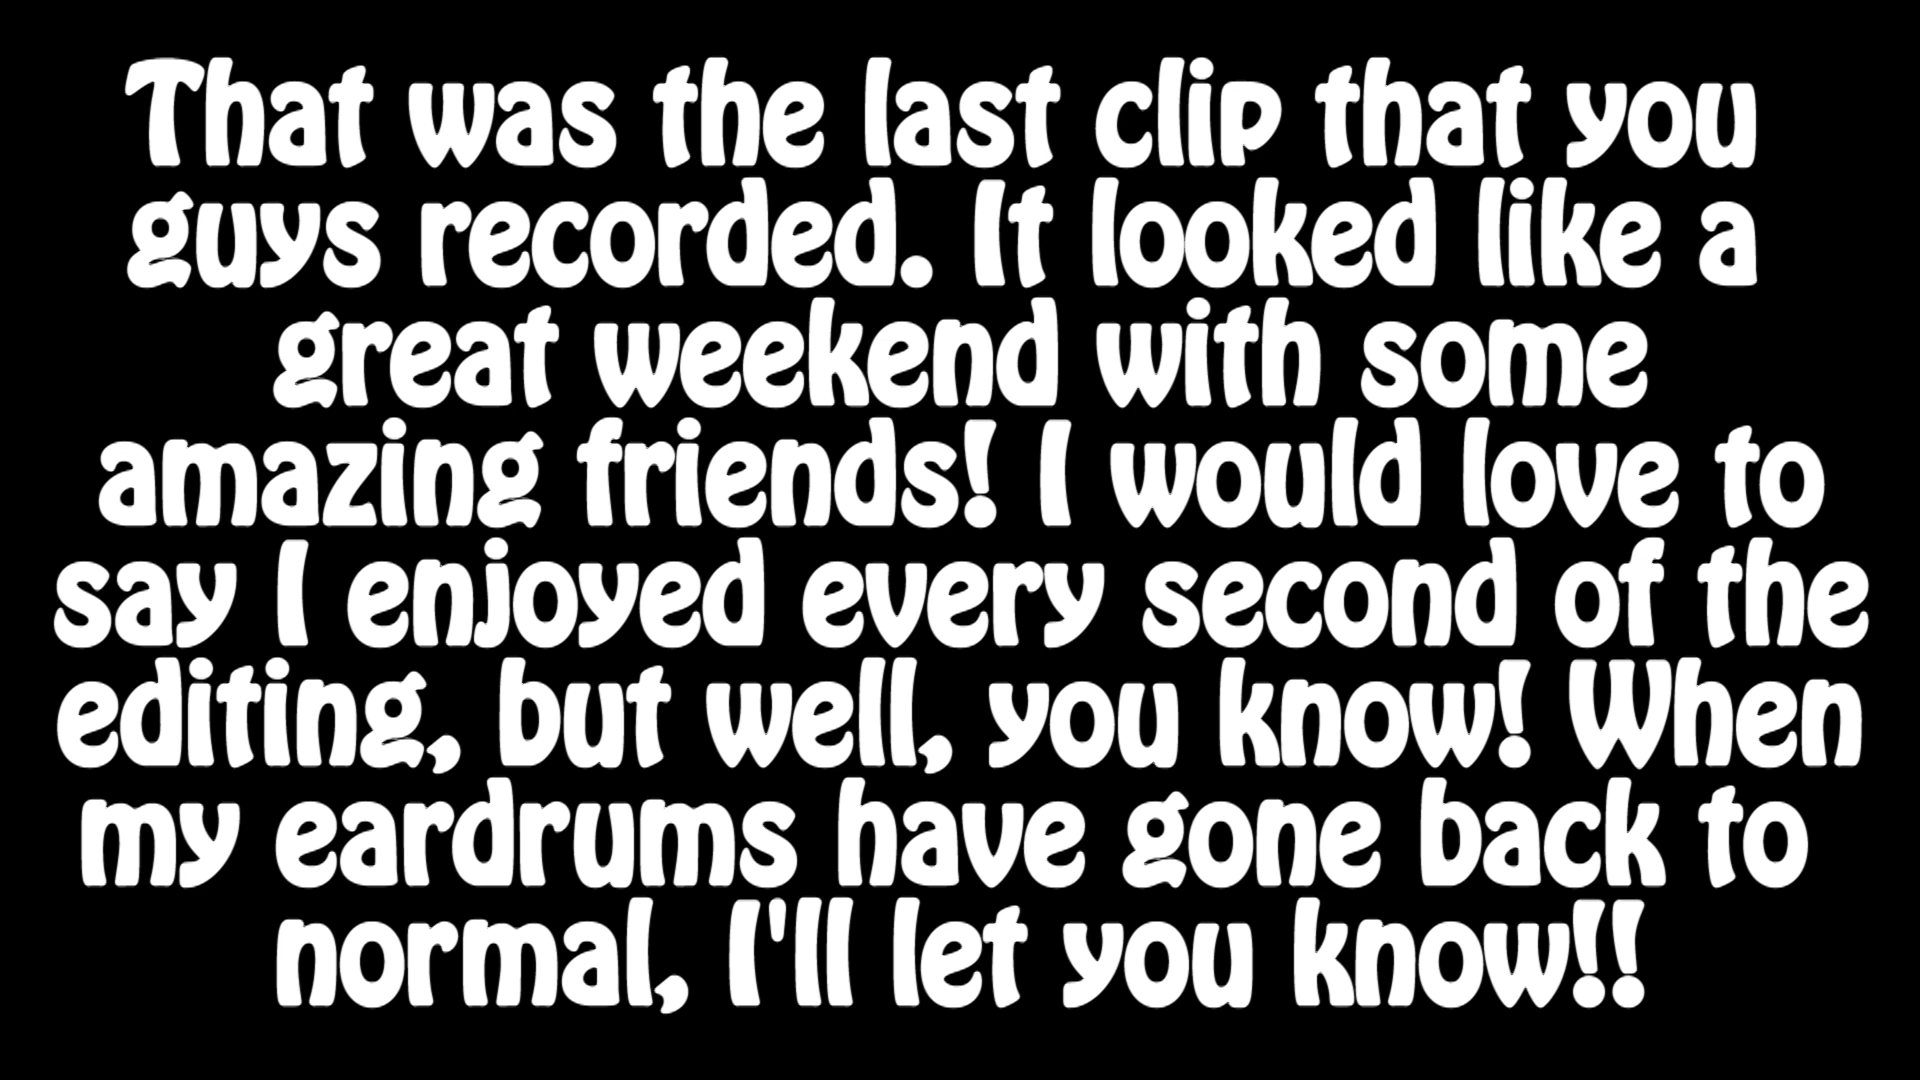 That was the last clip that you
guys recorded. It looked like a
great weekend with some
amazing friends! I would love to
say I enjoyed every second of the
editing, but well, you know! When
my eardrums have gone back to
normal, I'll let you know!!